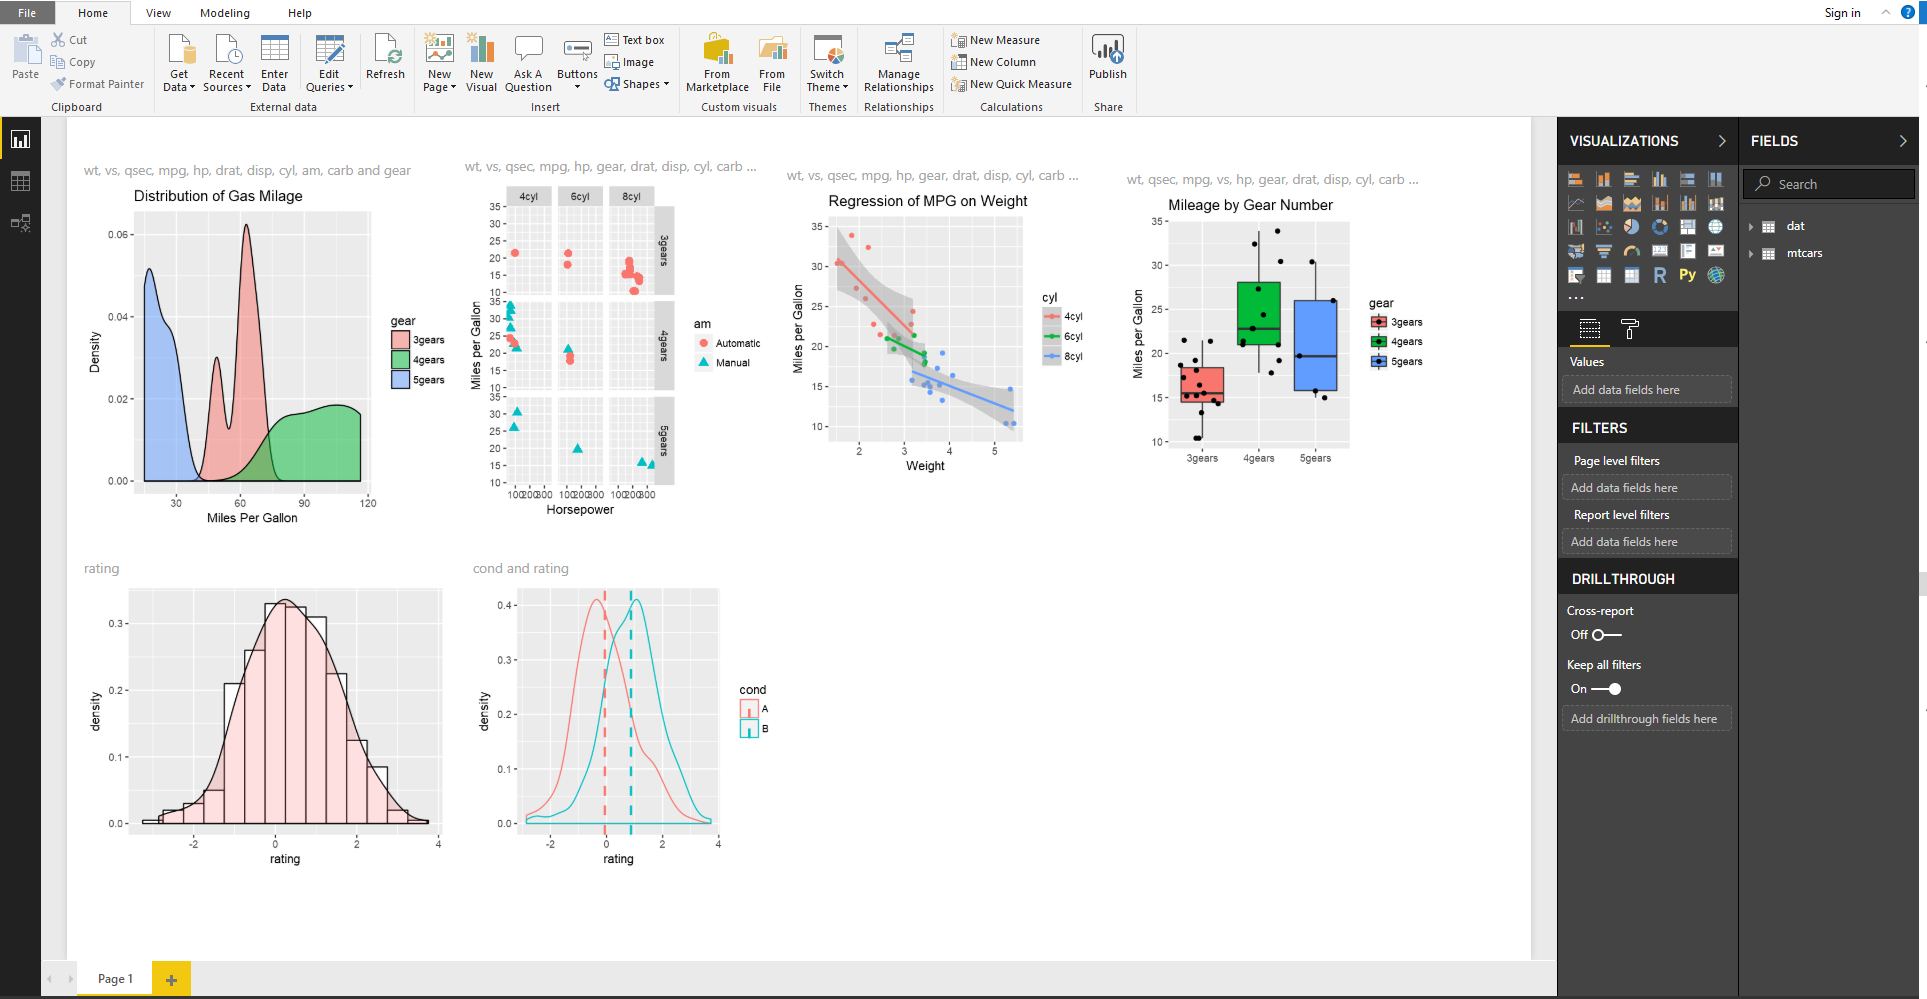 File Home View Modeling Help Sign in ?
Paste Cut Copy Format Painter Clipboard
Get Data Recent Sources Enter Data Edit Queries Refresh External data
New Page New Visual Ask A Question Buttons Text box Image Shapes Insert
From Marketplace From File Custom visuals
Switch Theme Themes
Manage Relationships Relationships
New Measure New Column New Quick Measure Calculations
Publish Share
wt, vs, qsec, mpg, hp, drat, disp, cyl, am, carb and gear
Distribution of Gas Milage
Density
0.06
0.04
0.02
0.00
30 60 90 120
Miles Per Gallon
gear
3gears
4gears
5gears
wt, vs, qsec, mpg, hp, gear, drat, disp, cyl, carb ...
4cyl 6cyl 8cyl
Miles per Gallon
35
30
25
20
15
10
3gears
35
30
25
20
15
10
4gears
35
30
25
20
15
10
5gears
100200300 100200300 100200300
Horsepower
am
Automatic
Manual
wt, vs, qsec, mpg, hp, gear, drat, disp, cyl, carb ...
Regression of MPG on Weight
Miles per Gallon
35
30
25
20
15
10
2 3 4 5
Weight
cyl
4cyl
6cyl
8cyl
wt, qsec, mpg, vs, hp, gear, drat, disp, cyl, carb ...
Mileage by Gear Number
Miles per Gallon
35
30
25
20
15
10
3gears 4gears 5gears
gear
3gears
4gears
5gears
rating
density
0.3
0.2
0.1
0.0
-2 0 2 4
rating
cond and rating
density
0.4
0.3
0.2
0.1
0.0
-2 0 2 4
rating
cond
A
B
Page 1 +
VISUALIZATIONS
R Py
...
Values
Add data fields here
FILTERS
Page level filters
Add data fields here
Report level filters
Add data fields here
DRILLTHROUGH
Cross-report
Off
Keep all filters
On
Add drillthrough fields here
FIELDS
Search
dat
mtcars